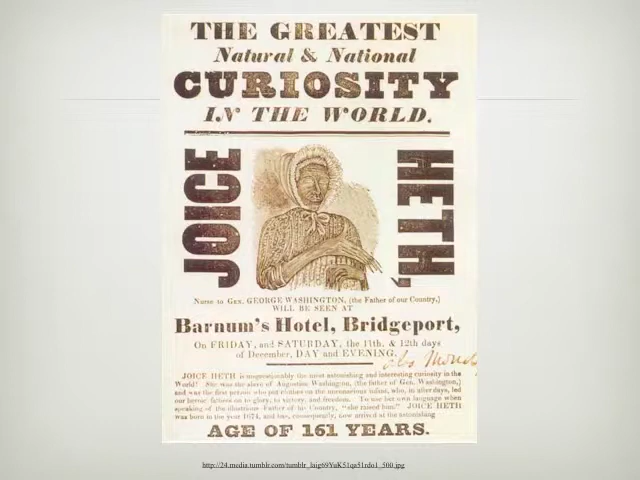 THE GREATEST
Natural & National
CURIOSITY
IN THE WORLD.
JOICE
HETH,
Nurse to Gen. GEORGE WASHINGTON, (the Father of our Country,)
WILL BE SEEN AT
Barnum's Hotel, Bridgeport,
On FRIDAY, and SATURDAY, the 11th, & 12th days
of December, DAY and EVENING.
JOICE HETH is unquestionably the most astonishing and interesting curiosity in the
World! She was the slave of Augustine Washington, (the father of Gen. Washington,)
and was the first person who put clothes on the unconscious infant, who, in after days, led
our heroic fathers on to glory, to victory, and freedom. To use her own language when
speaking of the illustrious Father of his Country, "she raised him." JOICE HETH
was born in the year 1674, and has, consequently, now arrived at the astonishing
AGE OF 161 YEARS.
http://24.media.tumblr.com/tumblr_laig69YuK51qa51rdo1_500.jpg